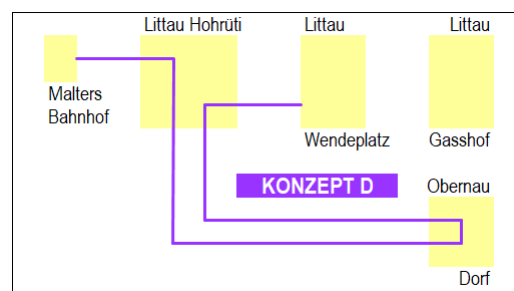 Littau Hohrüti
Littau
Littau
Malters
Bahnhof
Wendeplatz
Gasshof
KONZEPT D
Obernau
Dorf